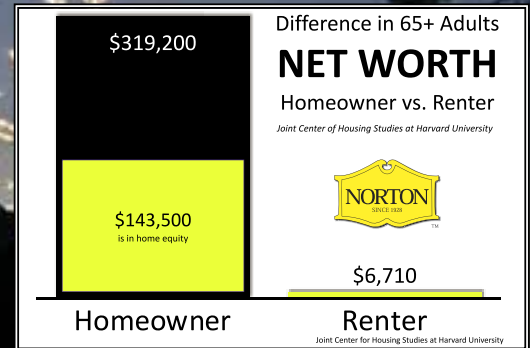 $319,200
$143,500
is in home equity
Difference in 65+ Adults
NET WORTH
Homeowner vs. Renter
Joint Center of Housing Studies at Harvard University
NORTON
SINCE 1928
TM
$6,710
Homeowner
Renter
Joint Center for Housing Studies at Harvard University